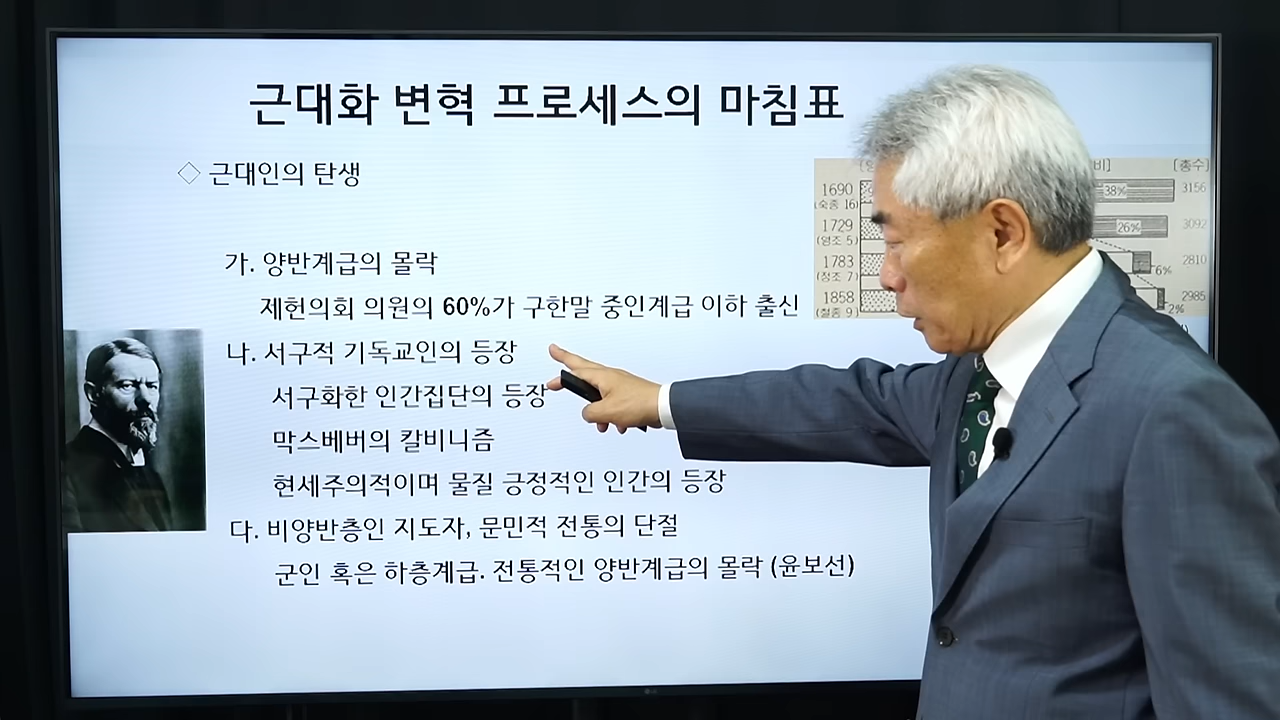 근대화 변혁 프로세스의 마침표
◇ 근대인의 탄생
가. 양반계급의 몰락
제헌의회 의원의 60%가 구한말 중인계급 이하 출신
나. 서구적 기독교인의 등장
서구화한 인간집단의 등장
막스베버의 칼비니즘
현세주의적이며 물질 긍정적인 인간의 등장
다. 비양반층인 지도자, 문민적 전통의 단절
군인 혹은 하층계급. 전통적인 양반계급의 몰락 (윤보선)
비] [총수]
1690 38% 3156
(숙종 16)
1729 26% 3092
(영조 5)
1783 6% 2810
(정조 7)
1858 2% 2985
(철종 9)
LG